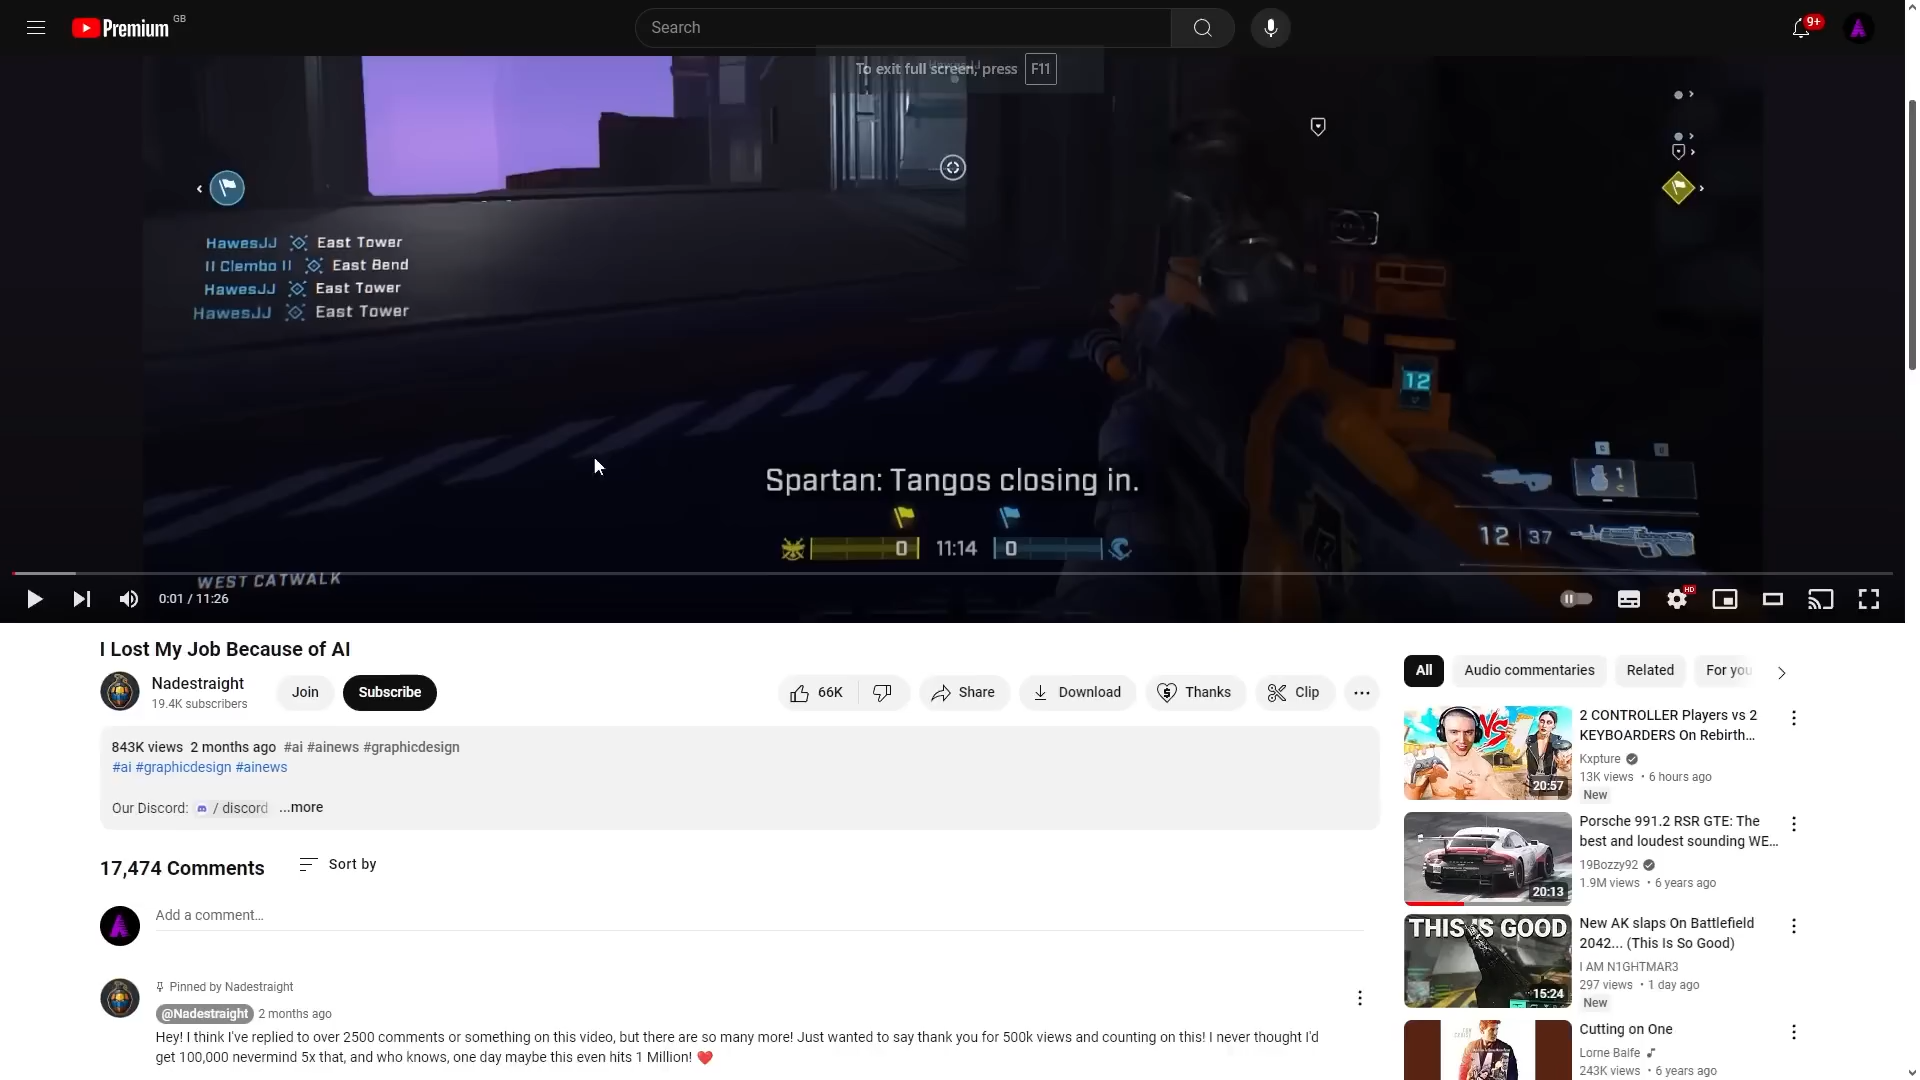 Premium GB
Search
9+
To exit full screen, press F11
HawesJJ East Tower
II Clembo II East Bend
HawesJJ East Tower
HawesJJ East Tower
12
Spartan: Tangos closing in.
1
0 11:14 0
12 37
WEST CATWALK
0:01 / 11:26
HD
I Lost My Job Because of AI
Nadestraight
19.4K subscribers
Join
Subscribe
66K
Share
Download
Thanks
Clip
843K views 2 months ago #ai #ainews #graphicdesign
#ai #graphicdesign #ainews
Our Discord: / discord ...more
17,474 Comments
Sort by
Add a comment...
Pinned by Nadestraight
@Nadestraight 2 months ago
Hey! I think I've replied to over 2500 comments or something on this video, but there are so many more! Just wanted to say thank you for 500k views and counting on this! I never thought I'd
get 100,000 nevermind 5x that, and who knows, one day maybe this even hits 1 Million! ❤️
All
Audio commentaries
Related
For you
VS
20:57
2 CONTROLLER Players vs 2
KEYBOARDERS On Rebirth...
Kxpture
13K views • 6 hours ago
New
20:13
Porsche 991.2 RSR GTE: The
best and loudest sounding WE...
19Bozzy92
1.9M views • 6 years ago
THIS IS GOOD
15:24
New AK slaps On Battlefield
2042... (This Is So Good)
I AM N1GHTMAR3
297 views • 1 day ago
New
Cutting on One
Lorne Balfe
243K views • 6 years ago